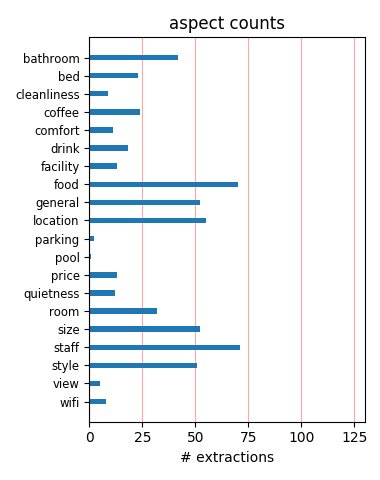 aspect counts
bathroom
bed
cleanliness
coffee
comfort
drink
facility
food
general
location
parking
pool
price
quietness
room
size
staff
style
view
wifi
0 25 50 75 100 125
# extractions